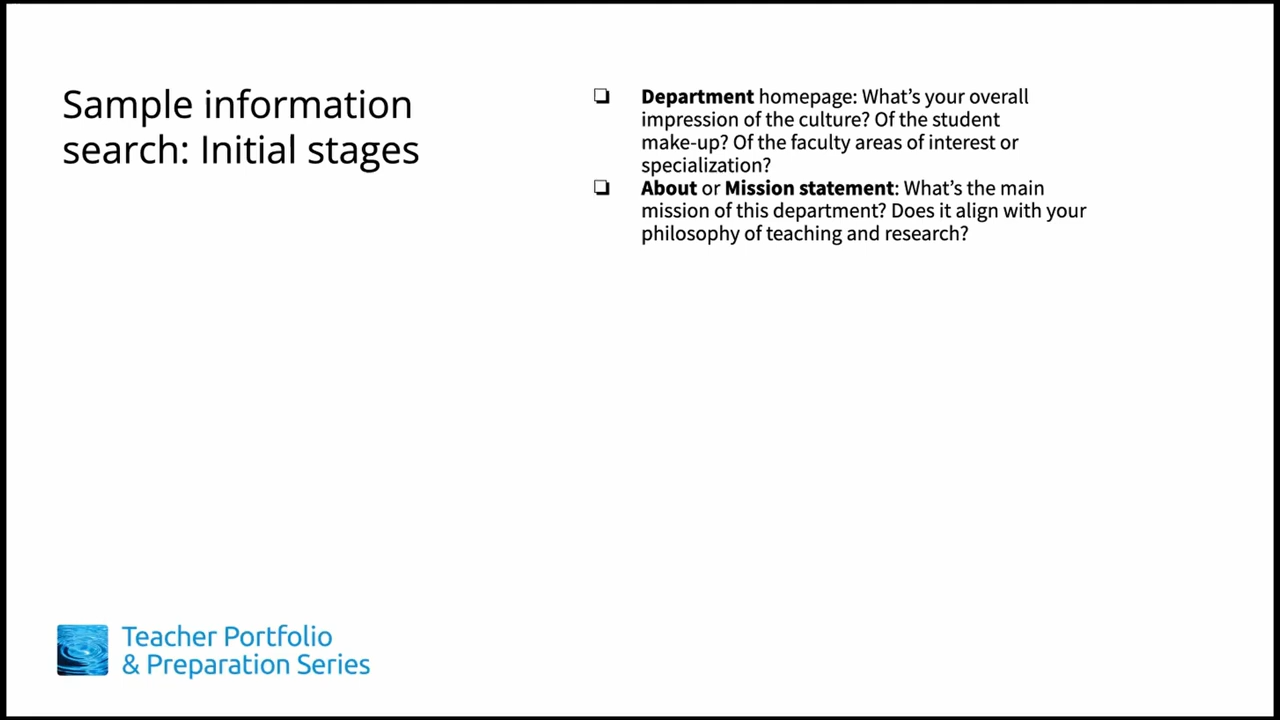 Sample information
search: Initial stages
❏ Department homepage: What’s your overall
impression of the culture? Of the student
make-up? Of the faculty areas of interest or
specialization?
❏ About or Mission statement: What’s the main
mission of this department? Does it align with your
philosophy of teaching and research?
Teacher Portfolio
& Preparation Series